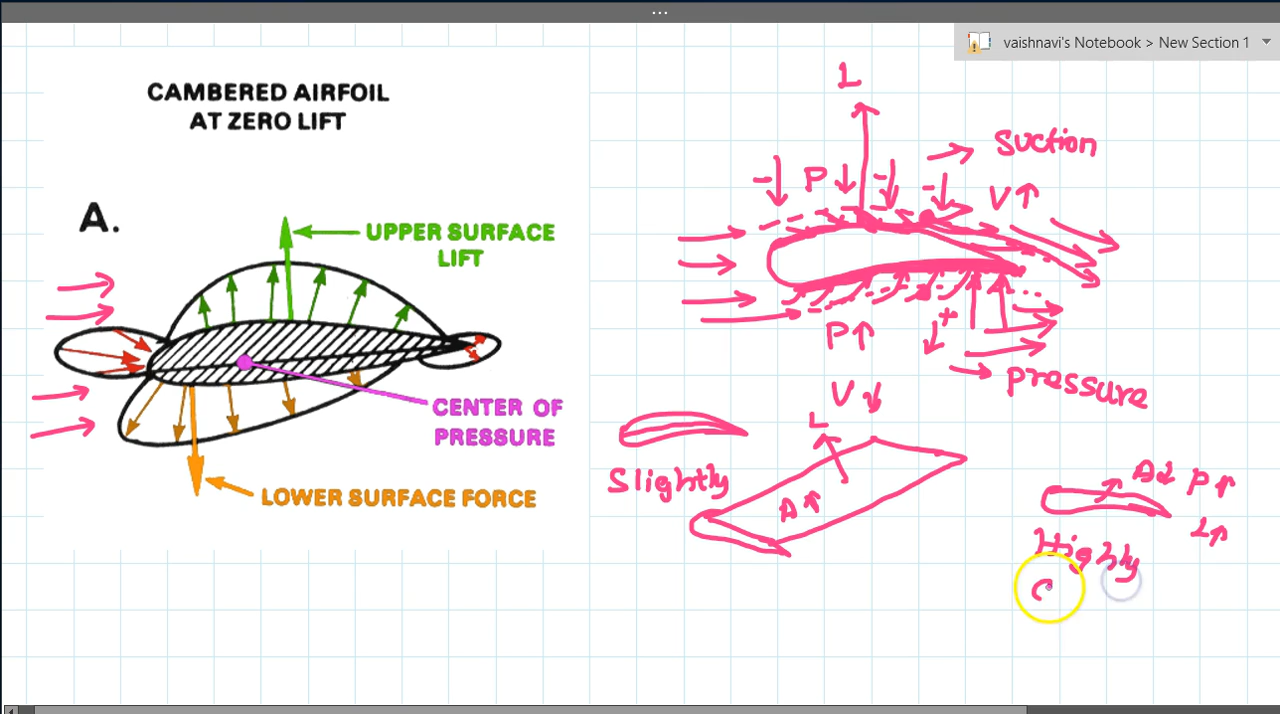 ...
vaishnavi's Notebook > New Section 1
CAMBERED AIRFOIL
AT ZERO LIFT
A.
UPPER SURFACE
LIFT
CENTER OF
PRESSURE
LOWER SURFACE FORCE
L
Suction
- P↓ - -
V↑
P↑
+
pressure
V↓
Slightly
L
A↑
P↑
L↑
Highly
C